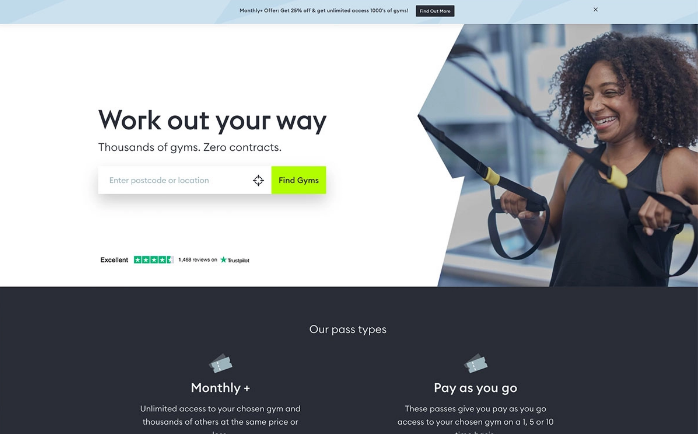 Monthly+ Offer: Get 25% off & get unlimited access 1000's of gyms!
Find Out More
Work out your way
Thousands of gyms. Zero contracts.
Enter postcode or location
Find Gyms
Excellent
1,468 reviews on
Trustpilot
Our pass types
Monthly +
Unlimited access to your chosen gym and
thousands of others at the same price or
Pay as you go
These passes give you pay as you go
access to your chosen gym on a 1, 5 or 10